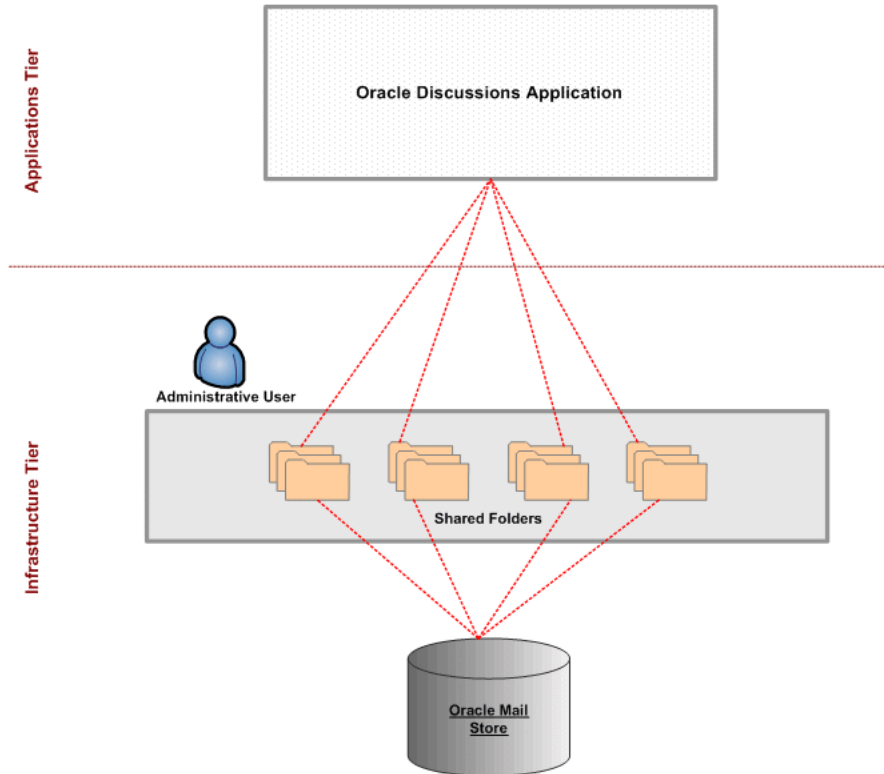 Applications Tier
Oracle Discussions Application
Administrative User
Infrastructure Tier
Shared Folders
Oracle Mail
Store